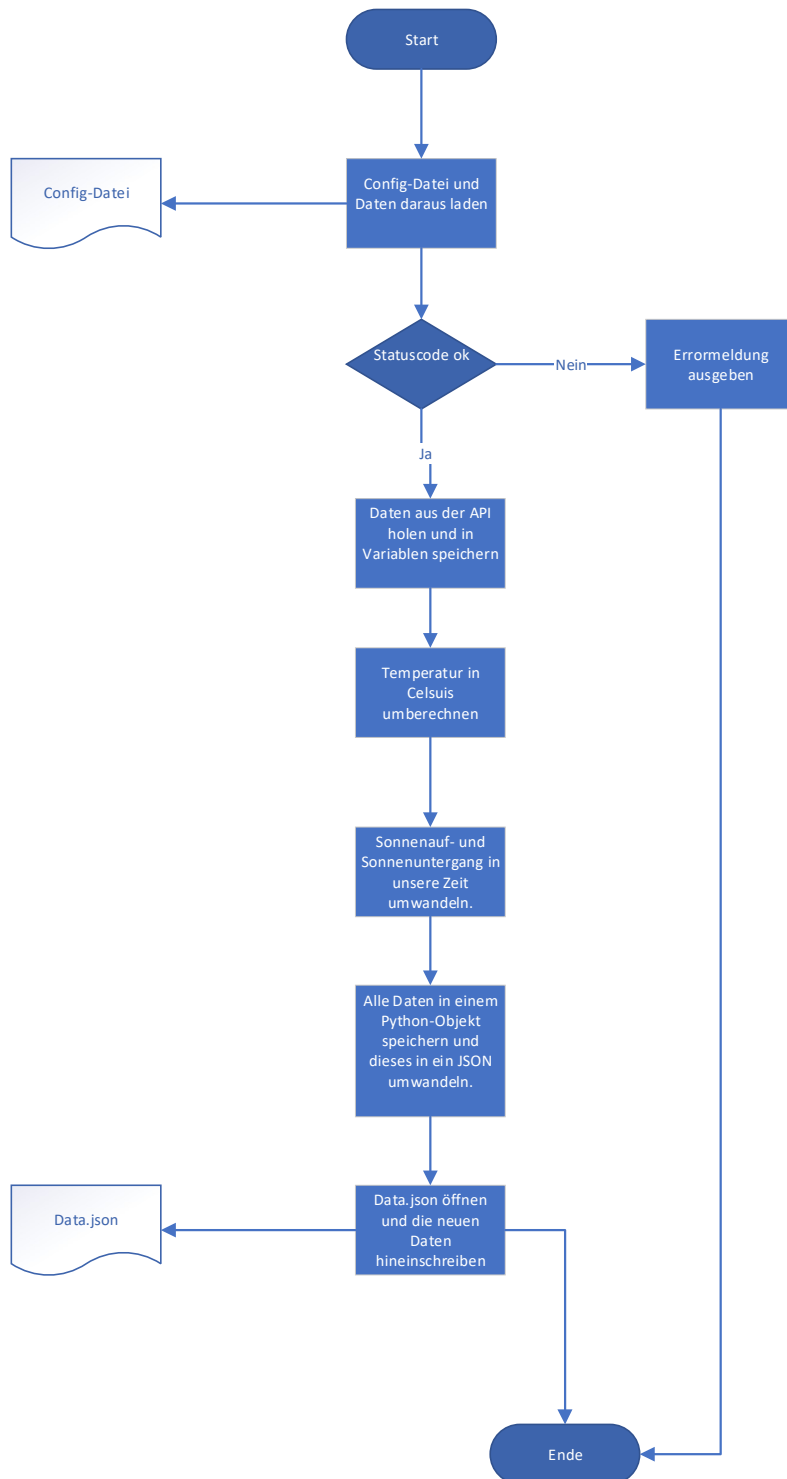 Start
Config-Datei
Config-Datei und
Daten daraus laden
Statuscode ok
Nein
Errormeldung
ausgeben
Ja
Daten aus der API
holen und in
Variablen speichern
Temperatur in
Celsuis
umberechnen
Sonnenauf- und
Sonnenuntergang in
unsere Zeit
umwandeln.
Alle Daten in einem
Python-Objekt
speichern und
dieses in ein JSON
umwandeln.
Data.json
Data.json öffnen
und die neuen
Daten
hineinschreiben
Ende